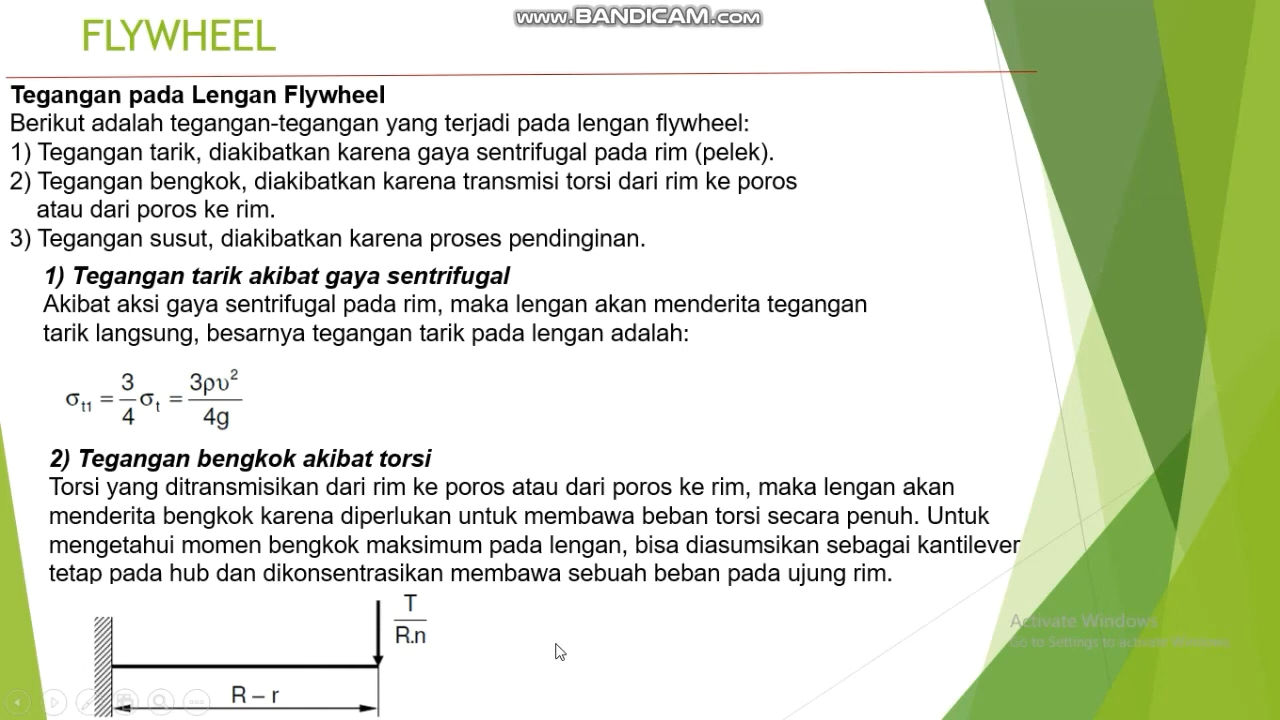 www.BANDICAM.com
FLYWHEEL
Tegangan pada Lengan Flywheel
Berikut adalah tegangan-tegangan yang terjadi pada lengan flywheel:
1) Tegangan tarik, diakibatkan karena gaya sentrifugal pada rim (pelek).
2) Tegangan bengkok, diakibatkan karena transmisi torsi dari rim ke poros
atau dari poros ke rim.
3) Tegangan susut, diakibatkan karena proses pendinginan.
1) Tegangan tarik akibat gaya sentrifugal
Akibat aksi gaya sentrifugal pada rim, maka lengan akan menderita tegangan
tarik langsung, besarnya tegangan tarik pada lengan adalah:
σt1 = 3/4 σt = 3ρυ²/4g
2) Tegangan bengkok akibat torsi
Torsi yang ditransmisikan dari rim ke poros atau dari poros ke rim, maka lengan akan
menderita bengkok karena diperlukan untuk membawa beban torsi secara penuh. Untuk
mengetahui momen bengkok maksimum pada lengan, bisa diasumsikan sebagai kantilever
tetap pada hub dan dikonsentrasikan membawa sebuah beban pada ujung rim.
T
R.n
R – r
Activate Windows
Go to Settings to activate Windows.